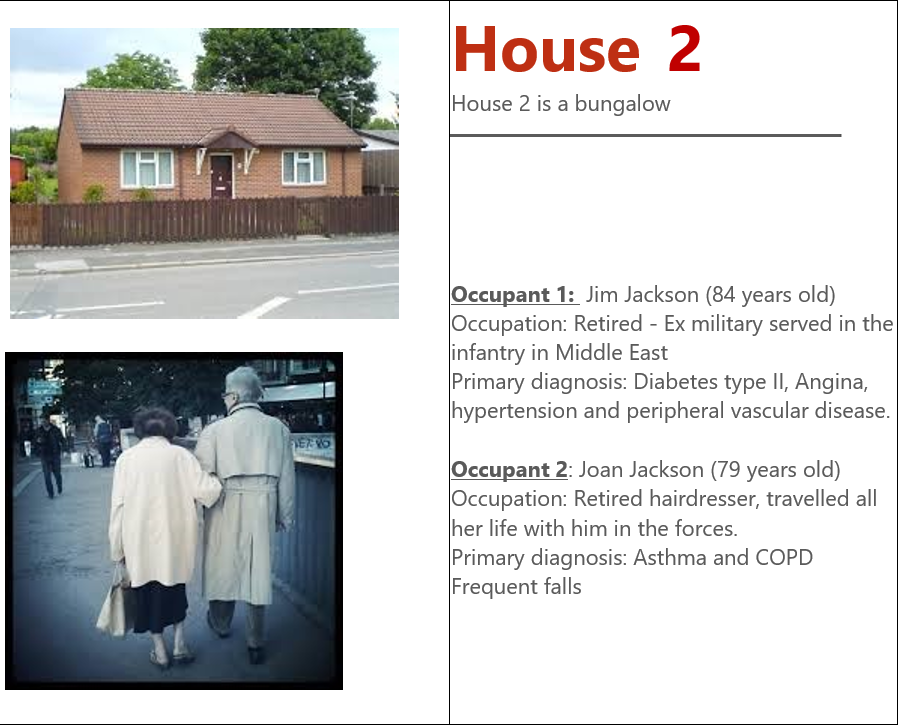 House 2
House 2 is a bungalow
Occupant 1: Jim Jackson (84 years old)
Occupation: Retired - Ex military served in the
infantry in Middle East
Primary diagnosis: Diabetes type II, Angina,
hypertension and peripheral vascular disease.
Occupant 2: Joan Jackson (79 years old)
Occupation: Retired hairdresser, travelled all
her life with him in the forces.
Primary diagnosis: Asthma and COPD
Frequent falls